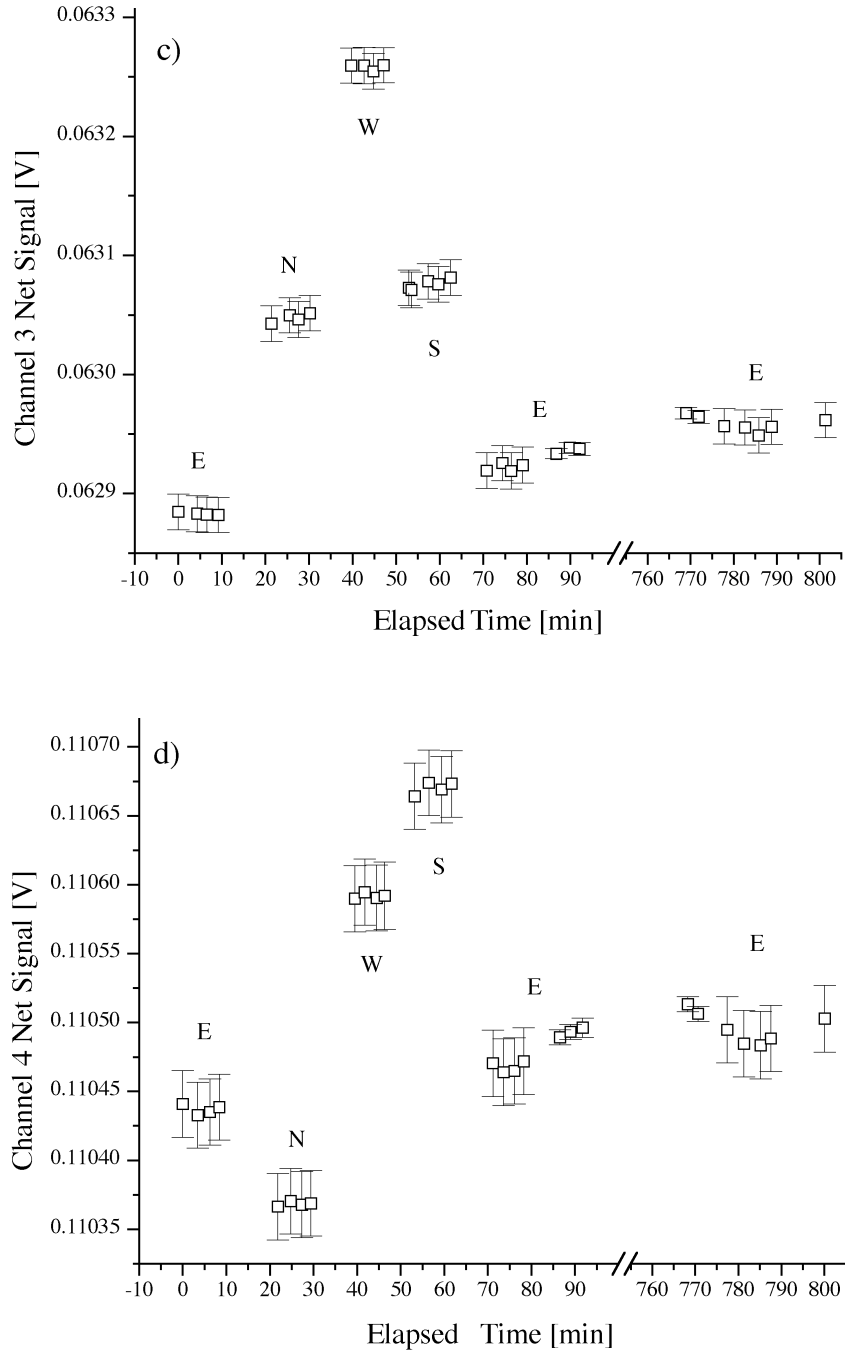 0.0633
c)
W
0.0632
Channel 3 Net Signal [V]
0.0631
N
S
0.0630
E
E
E
0.0629
-10 0 10 20 30 40 50 60 70 80 90 760 770 780 790 800
Elapsed Time [min]
0.11070
d)
0.11065
S
0.11060
W
Channel 4 Net Signal [V]
0.11055
E
E
0.11050
E
0.11045
N
0.11040
0.11035
-10 0 10 20 30 40 50 60 70 80 90 760 770 780 790 800
Elapsed Time [min]